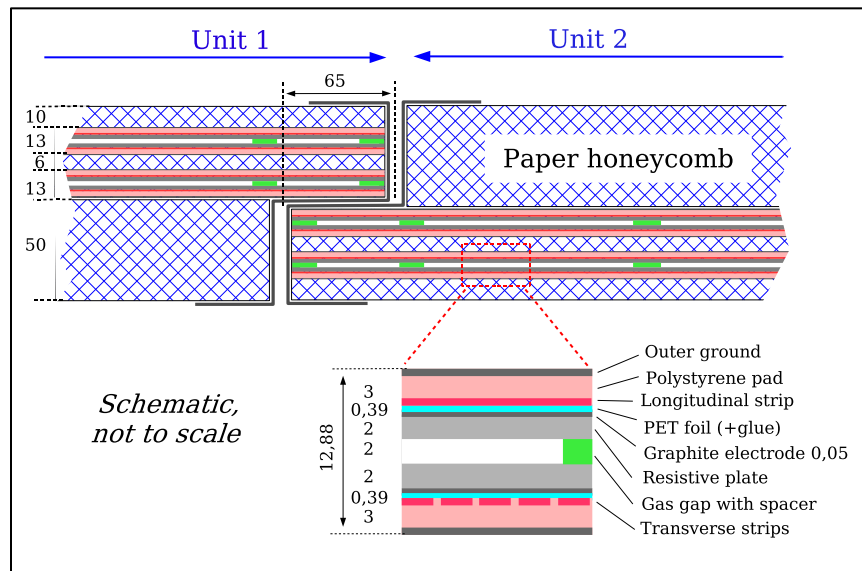 Unit 1
Unit 2
65
10
13
6
13
50
Paper honeycomb
Schematic,
not to scale
12,88
3
0,39
2
2
2
0,39
3
Outer ground
Polystyrene pad
Longitudinal strip
PET foil (+glue)
Graphite electrode 0,05
Resistive plate
Gas gap with spacer
Transverse strips